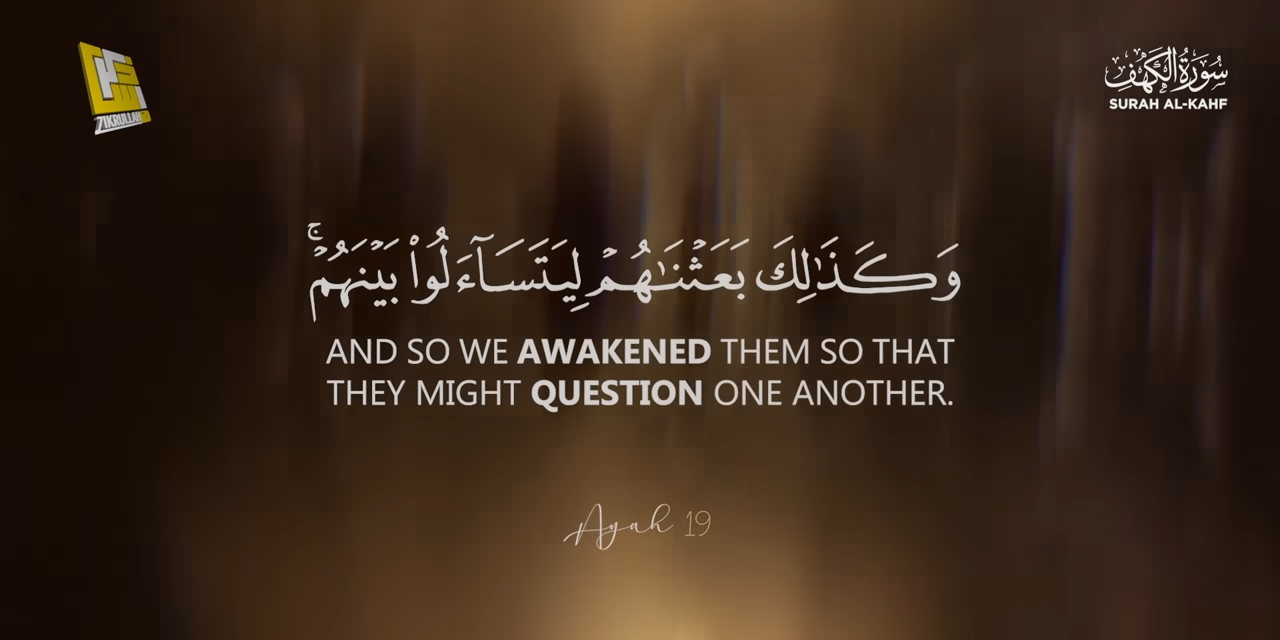 ZIKRULLAH
سُورَةُ الْكَهْفِ
SURAH AL-KAHF
وَكَذَٰلِكَ بَعَثْنَـٰهُمْ لِيَتَسَآءَلُوا۟ بَيْنَهُمْ ۚ
AND SO WE AWAKENED THEM SO THAT
THEY MIGHT QUESTION ONE ANOTHER.
Ayah 19